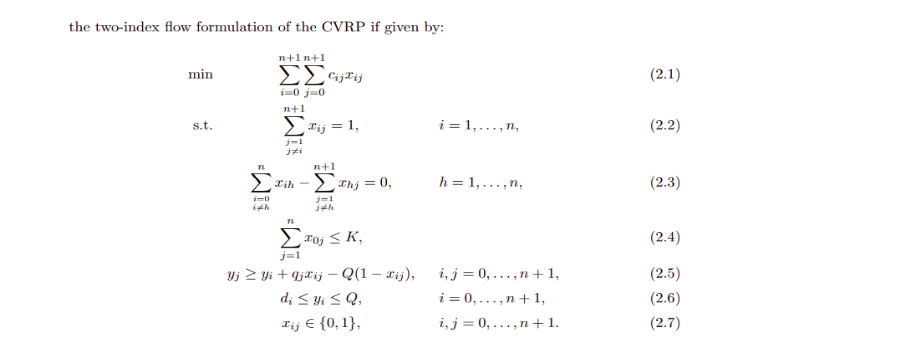 the two-index flow formulation of the CVRP if given by:
min \sum_{i=0}^{n+1} \sum_{j=0}^{n+1} c_{ij} x_{ij} (2.1)
s.t. \sum_{\substack{j=1 \\ j \neq i}}^{n+1} x_{ij} = 1, i = 1, \ldots, n, (2.2)
\sum_{\substack{i=0 \\ i \neq h}}^{n} x_{ih} - \sum_{\substack{j=1 \\ j \neq h}}^{n+1} x_{hj} = 0, h = 1, \ldots, n, (2.3)
\sum_{j=1}^{n} x_{0j} \leq K, (2.4)
y_j \geq y_i + q_j x_{ij} - Q(1 - x_{ij}), i, j = 0, \ldots, n + 1, (2.5)
d_i \leq y_i \leq Q, i = 0, \ldots, n + 1, (2.6)
x_{ij} \in \{0, 1\}, i, j = 0, \ldots, n + 1. (2.7)